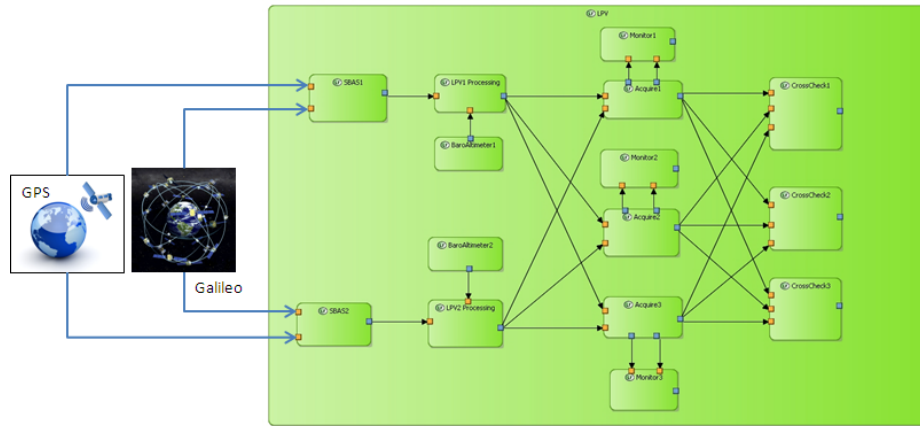 LPV
Monitor1
SBAS1
LPV1 Processing
Acquire1
CrossCheck1
BaroAltimeter1
Monitor2
GPS
CrossCheck2
Acquire2
BaroAltimeter2
Galileo
CrossCheck3
Acquire3
SBAS2
LPV2 Processing
Monitor3